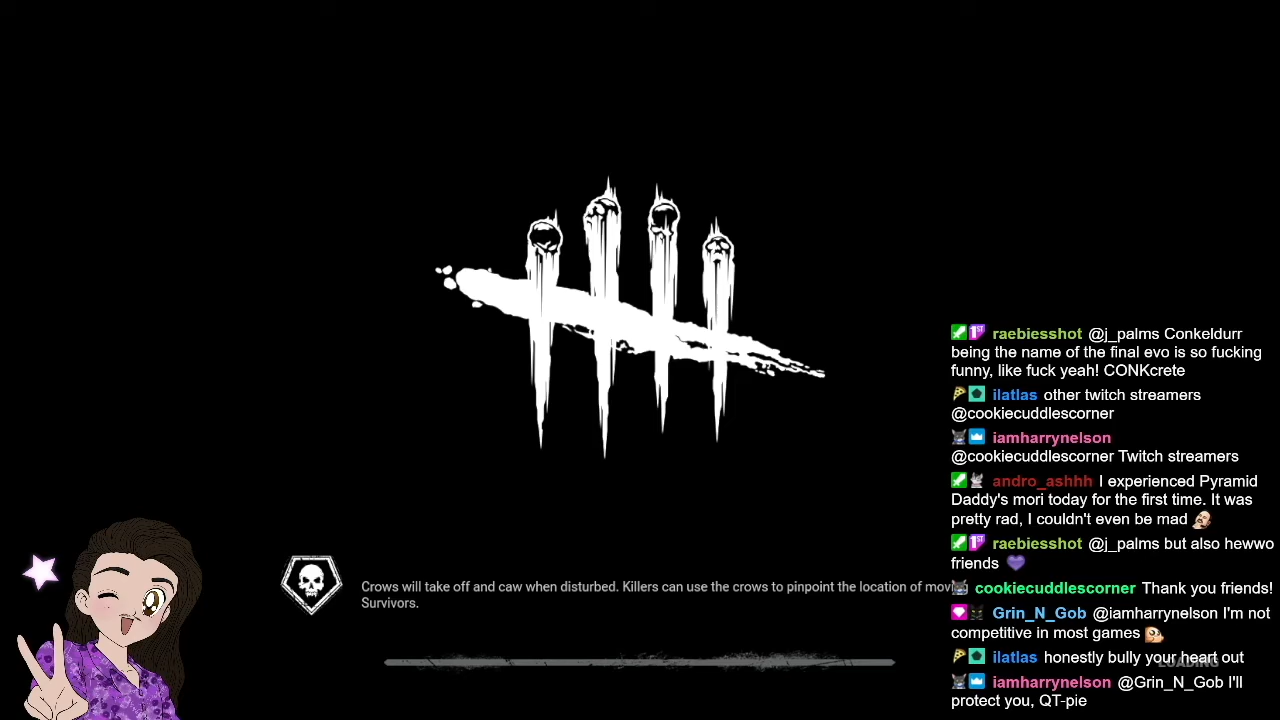 raebiesshot @j_palms Conkeldurr
being the name of the final evo is so fucking
funny, like fuck yeah! CONKcrete
ilatlas other twitch streamers
@cookiecuddlescorner
iamharrynelson
@cookiecuddlescorner Twitch streamers
andro_ashhh I experienced Pyramid
Daddy's mori today for the first time. It was
pretty rad, I couldn't even be mad
raebiesshot @j_palms but also hewwo
friends
cookiecuddlescorner Thank you friends!
Grin_N_Gob @iamharrynelson I'm not
competitive in most games
ilatlas honestly bully your heart out
iamharrynelson @Grin_N_Gob I'll
protect you, QT-pie
Crows will take off and caw when disturbed. Killers can use the crows to pinpoint the location of
Survivors.
LOADING